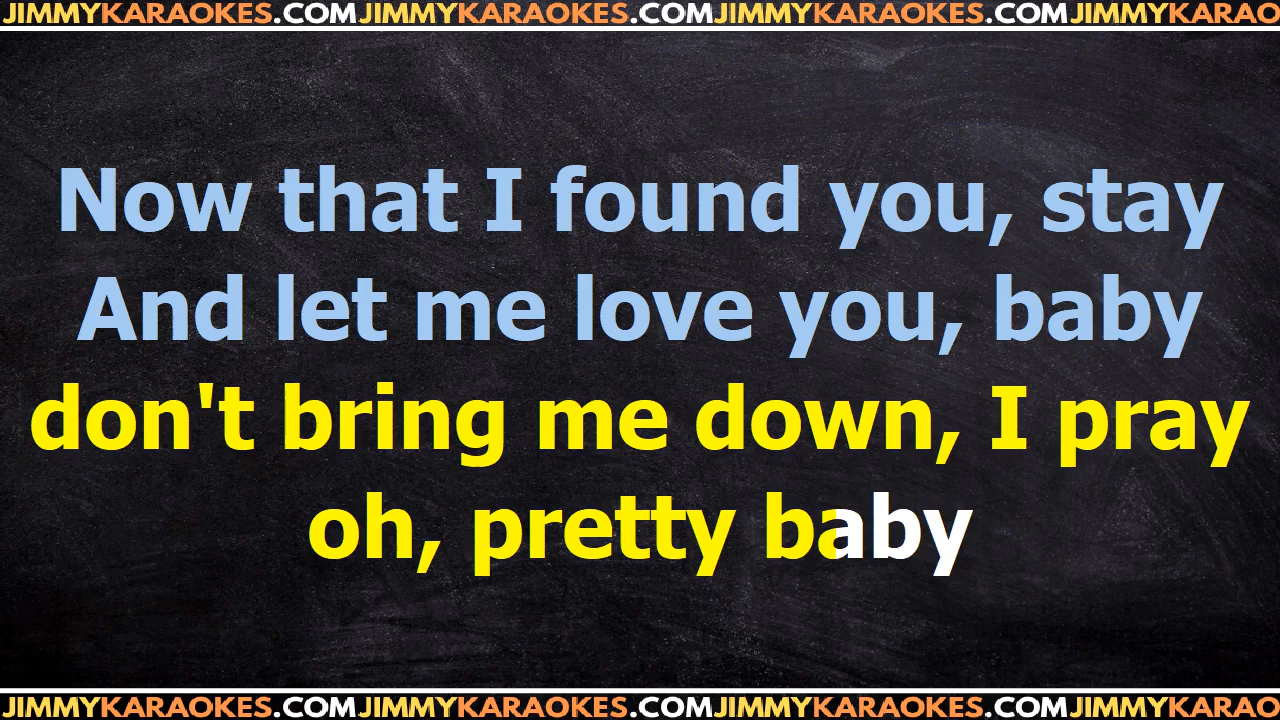 JIMMYKARAOKES.COMJIMMYKARAOKES.COMJIMMYKARAOKES.COMJIMMYKARAO
Now that I found you, stay
And let me love you, baby
don't bring me down, I pray
oh, pretty baby
JIMMYKARAOKES.COMJIMMYKARAOKES.COMJIMMYKARAOKES.COMJIMMYKARAO